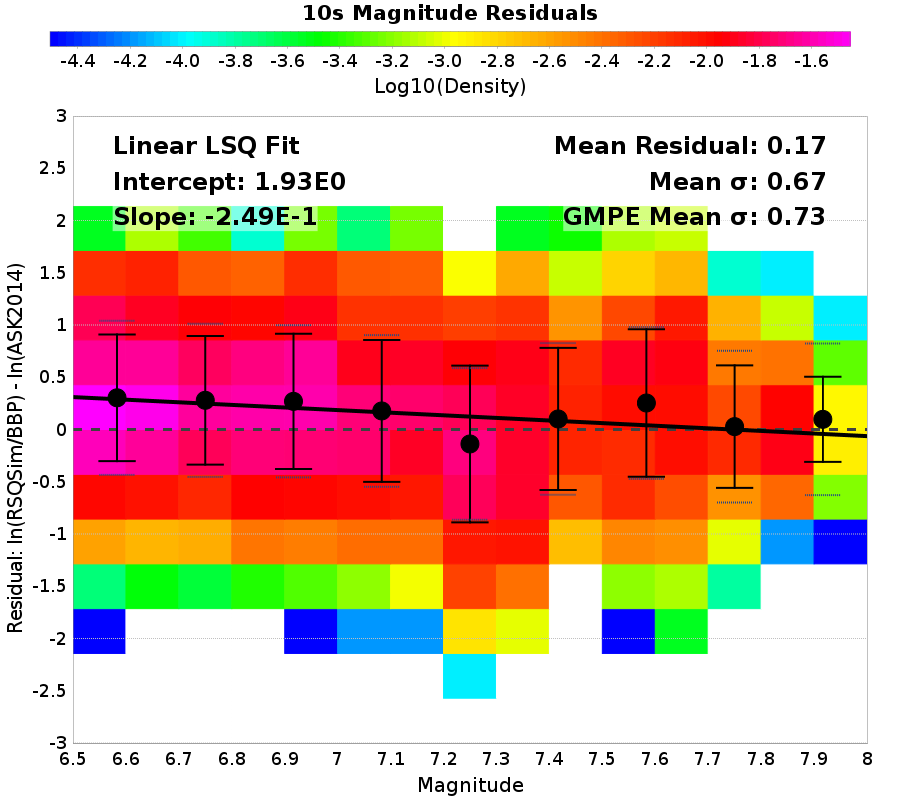 10s Magnitude Residuals
-4.4 -4.2 -4.0 -3.8 -3.6 -3.4 -3.2 -3.0 -2.8 -2.6 -2.4 -2.2 -2.0 -1.8 -1.6
Log10(Density)
Linear LSQ Fit
Intercept: 1.93E0
Slope: -2.49E-1
Mean Residual: 0.17
Mean σ: 0.67
GMPE Mean σ: 0.73
Residual: ln(RSQSim/BBP) - ln(ASK2014)
3
2.5
2
1.5
1
0.5
0
-0.5
-1
-1.5
-2
-2.5
-3
6.5 6.6 6.7 6.8 6.9 7 7.1 7.2 7.3 7.4 7.5 7.6 7.7 7.8 7.9 8
Magnitude